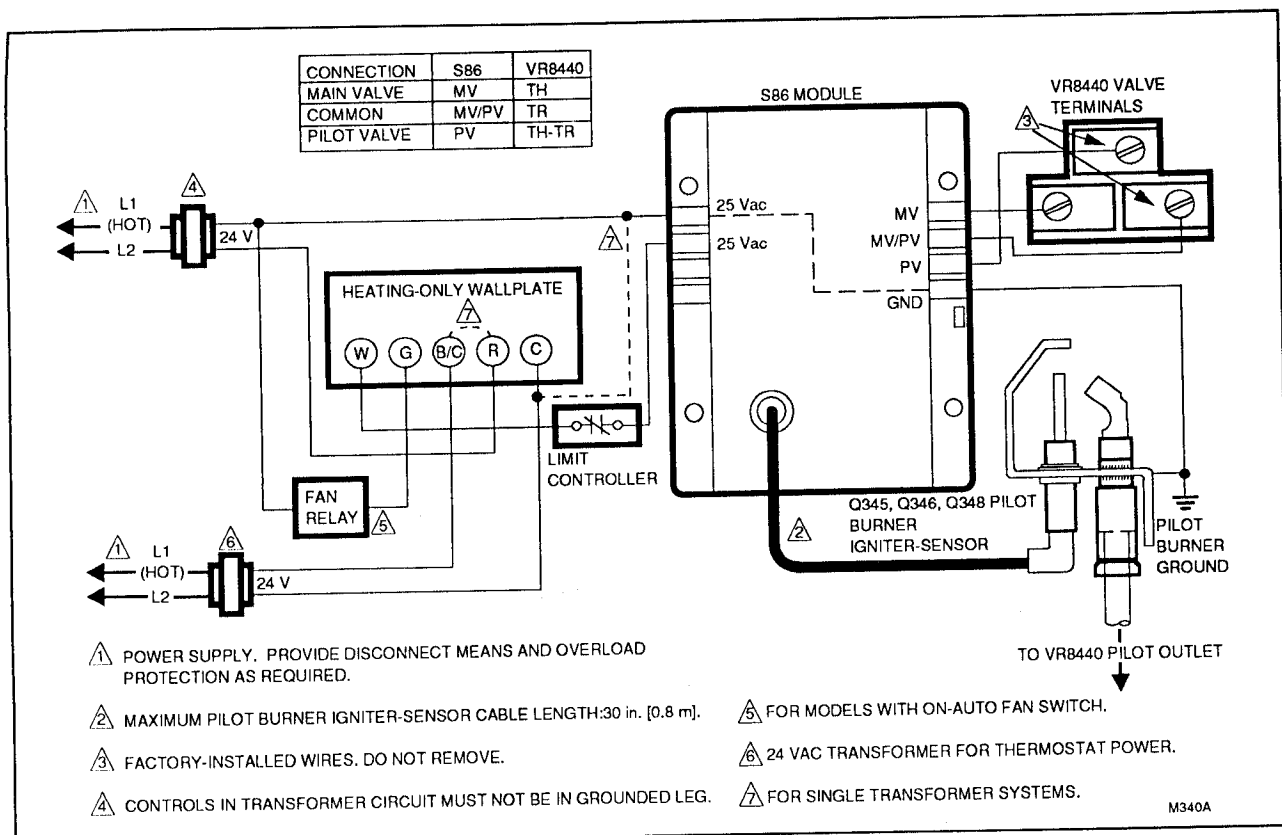 CONNECTION S86 VR8440
MAIN VALVE MV TH
COMMON MV/PV TR
PILOT VALVE PV TH-TR
S86 MODULE
VR8440 VALVE
TERMINALS
3
4
1 L1
(HOT)
L2
24 V
7
25 Vac
25 Vac
MV
MV/PV
PV
GND
HEATING-ONLY WALLPLATE
7
W G B/C R C
LIMIT
CONTROLLER
FAN
RELAY
5
1 L1
(HOT)
L2
6
24 V
2
Q345, Q346, Q348 PILOT
BURNER
IGNITER-SENSOR
PILOT
BURNER
GROUND
TO VR8440 PILOT OUTLET
1 POWER SUPPLY. PROVIDE DISCONNECT MEANS AND OVERLOAD
PROTECTION AS REQUIRED.
2 MAXIMUM PILOT BURNER IGNITER-SENSOR CABLE LENGTH:30 in. [0.8 m].
3 FACTORY-INSTALLED WIRES. DO NOT REMOVE.
4 CONTROLS IN TRANSFORMER CIRCUIT MUST NOT BE IN GROUNDED LEG.
5 FOR MODELS WITH ON-AUTO FAN SWITCH.
6 24 VAC TRANSFORMER FOR THERMOSTAT POWER.
7 FOR SINGLE TRANSFORMER SYSTEMS.
M340A